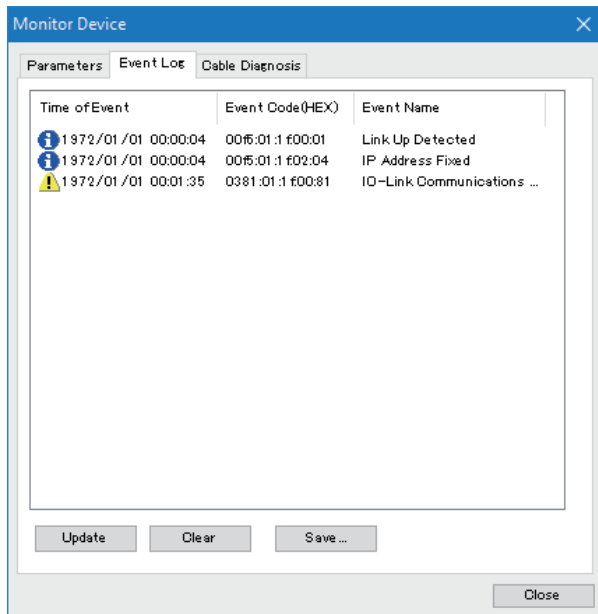 Monitor Device
Parameters Event Log Cable Diagnosis
Time of Event Event Code(HEX) Event Name
1972/01/01 00:00:04 00f5:01:1f00:01 Link Up Detected
1972/01/01 00:00:04 00f5:01:1f02:04 IP Address Fixed
1972/01/01 00:01:35 0381:01:1f00:81 IO-Link Communications ...
Update Clear Save...
Close